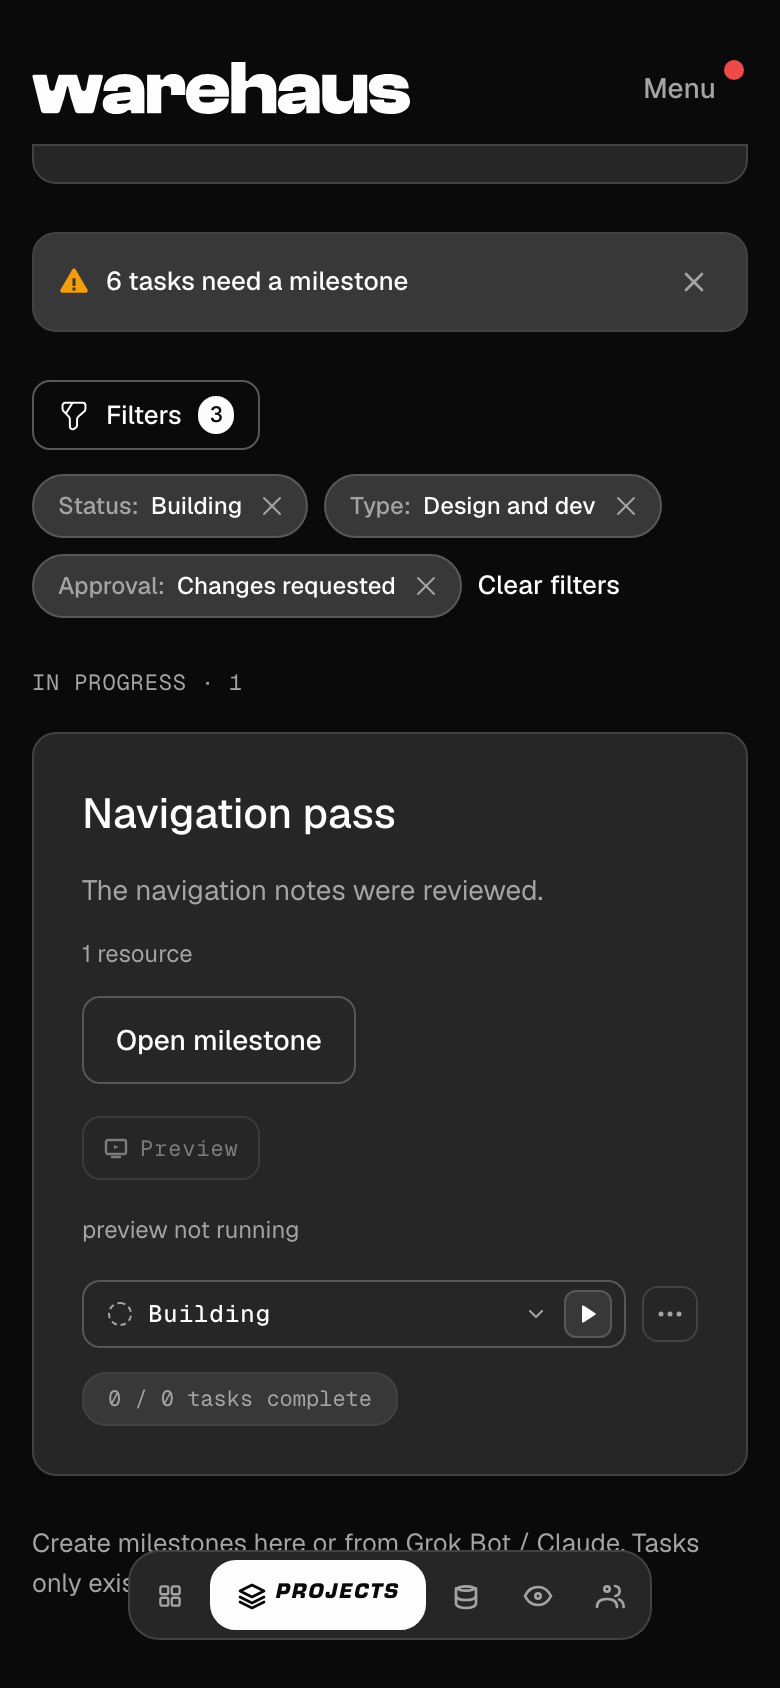 warehaus
Menu
6 tasks need a milestone
Filters 3
Status: Building
Type: Design and dev
Approval: Changes requested
Clear filters
IN PROGRESS · 1
Navigation pass
The navigation notes were reviewed.
1 resource
Open milestone
Preview
preview not running
Building
0 / 0 tasks complete
Create milestones here or from Grok Bot / Claude. Tasks
only
PROJECTS